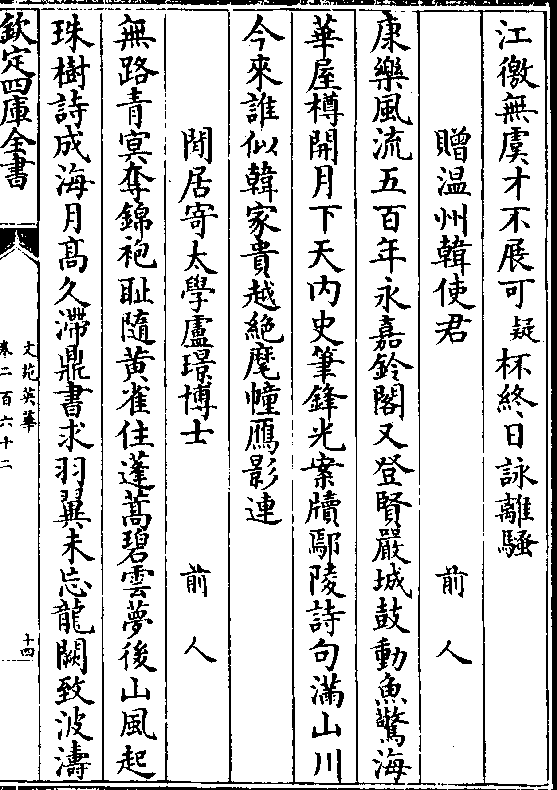 江徼無虞才不展可疑杯終日詠離騷
贈温州韓使君 前人
康樂風流五百年永嘉鈴閣又登賢嚴城鼓動魚驚海
華屋樽開月下天内史筆鋒光案牘鄢陵詩句滿山川
今來誰似韓家貴越絶麾幢鴈影連
閒居寄太學盧璟博士 前人
無路青冥奪錦袍耻隨黄雀住蓬蒿碧雲夢後山風起
珠樹詩成海月髙久滯鼎書求羽翼未忘龍闕致波濤
欽定四庫全書
文苑英華
卷二百六十二
十四